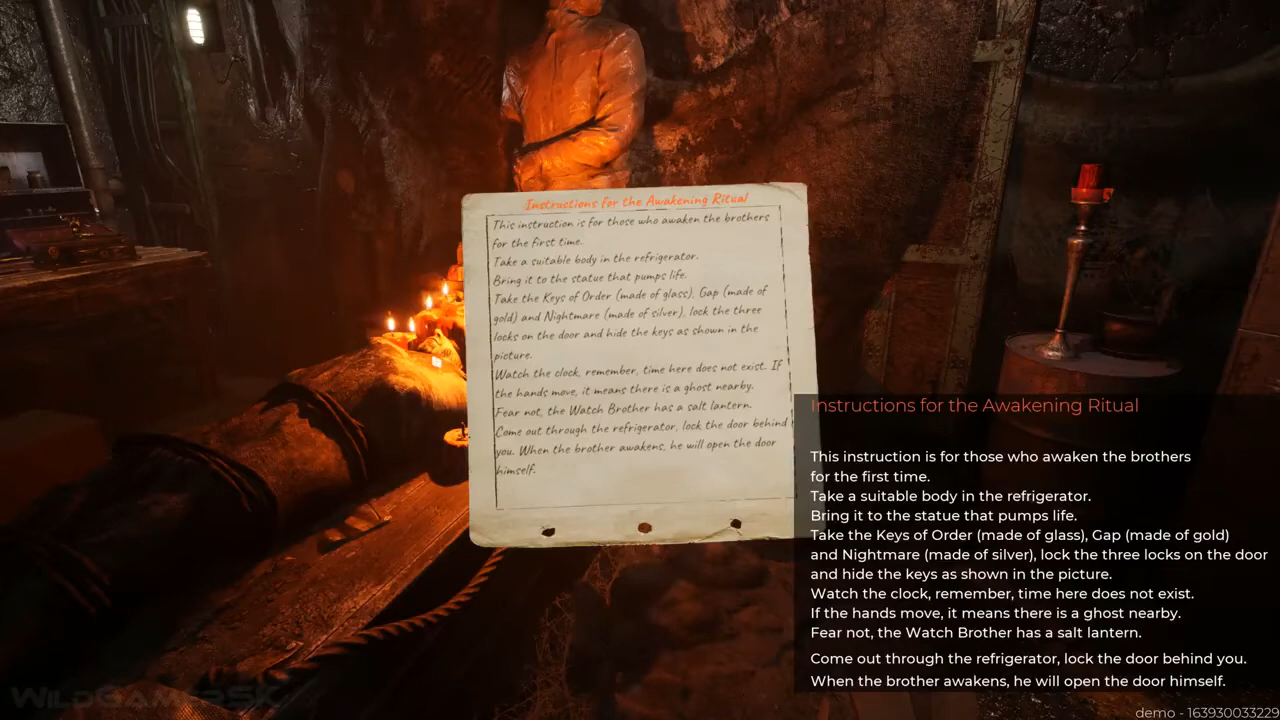 Instructions for the Awakening Ritual
This instruction is for those who awaken the brothers
for the first time.
Take a suitable body in the refrigerator.
Bring it to the statue that pumps life.
Take the Keys of Order (made of glass), Gap (made of
gold) and Nightmare (made of silver), lock the three
locks on the door and hide the keys as shown in the
picture.
Watch the clock, remember, time here does not exist. If
the hands move, it means there is a ghost nearby.
Fear not, the Watch Brother has a salt lantern.
Come out through the refrigerator, lock the door behind
you. When the brother awakens, he will open the door
himself.
Instructions for the Awakening Ritual
This instruction is for those who awaken the brothers
for the first time.
Take a suitable body in the refrigerator.
Bring it to the statue that pumps life.
Take the Keys of Order (made of glass), Gap (made of gold)
and Nightmare (made of silver), lock the three locks on the door
and hide the keys as shown in the picture.
Watch the clock, remember, time here does not exist.
If the hands move, it means there is a ghost nearby.
Fear not, the Watch Brother has a salt lantern.
Come out through the refrigerator, lock the door behind you.
When the brother awakens, he will open the door himself.
WildGamerSK
demo - 163930033229